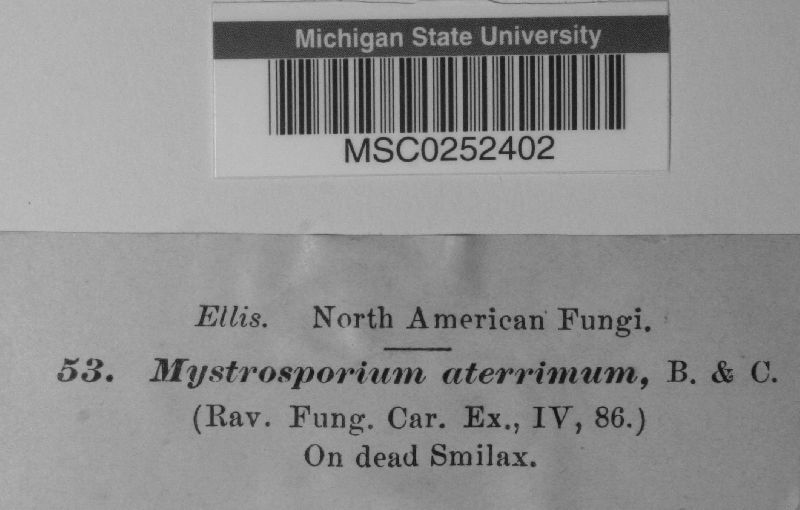 Michigan State University
MSC0252402
Ellis. North American Fungi.
53. Mystrosporium aterrimum, B. & C.
(Rav. Fung. Car. Ex., IV, 86.)
On dead Smilax.